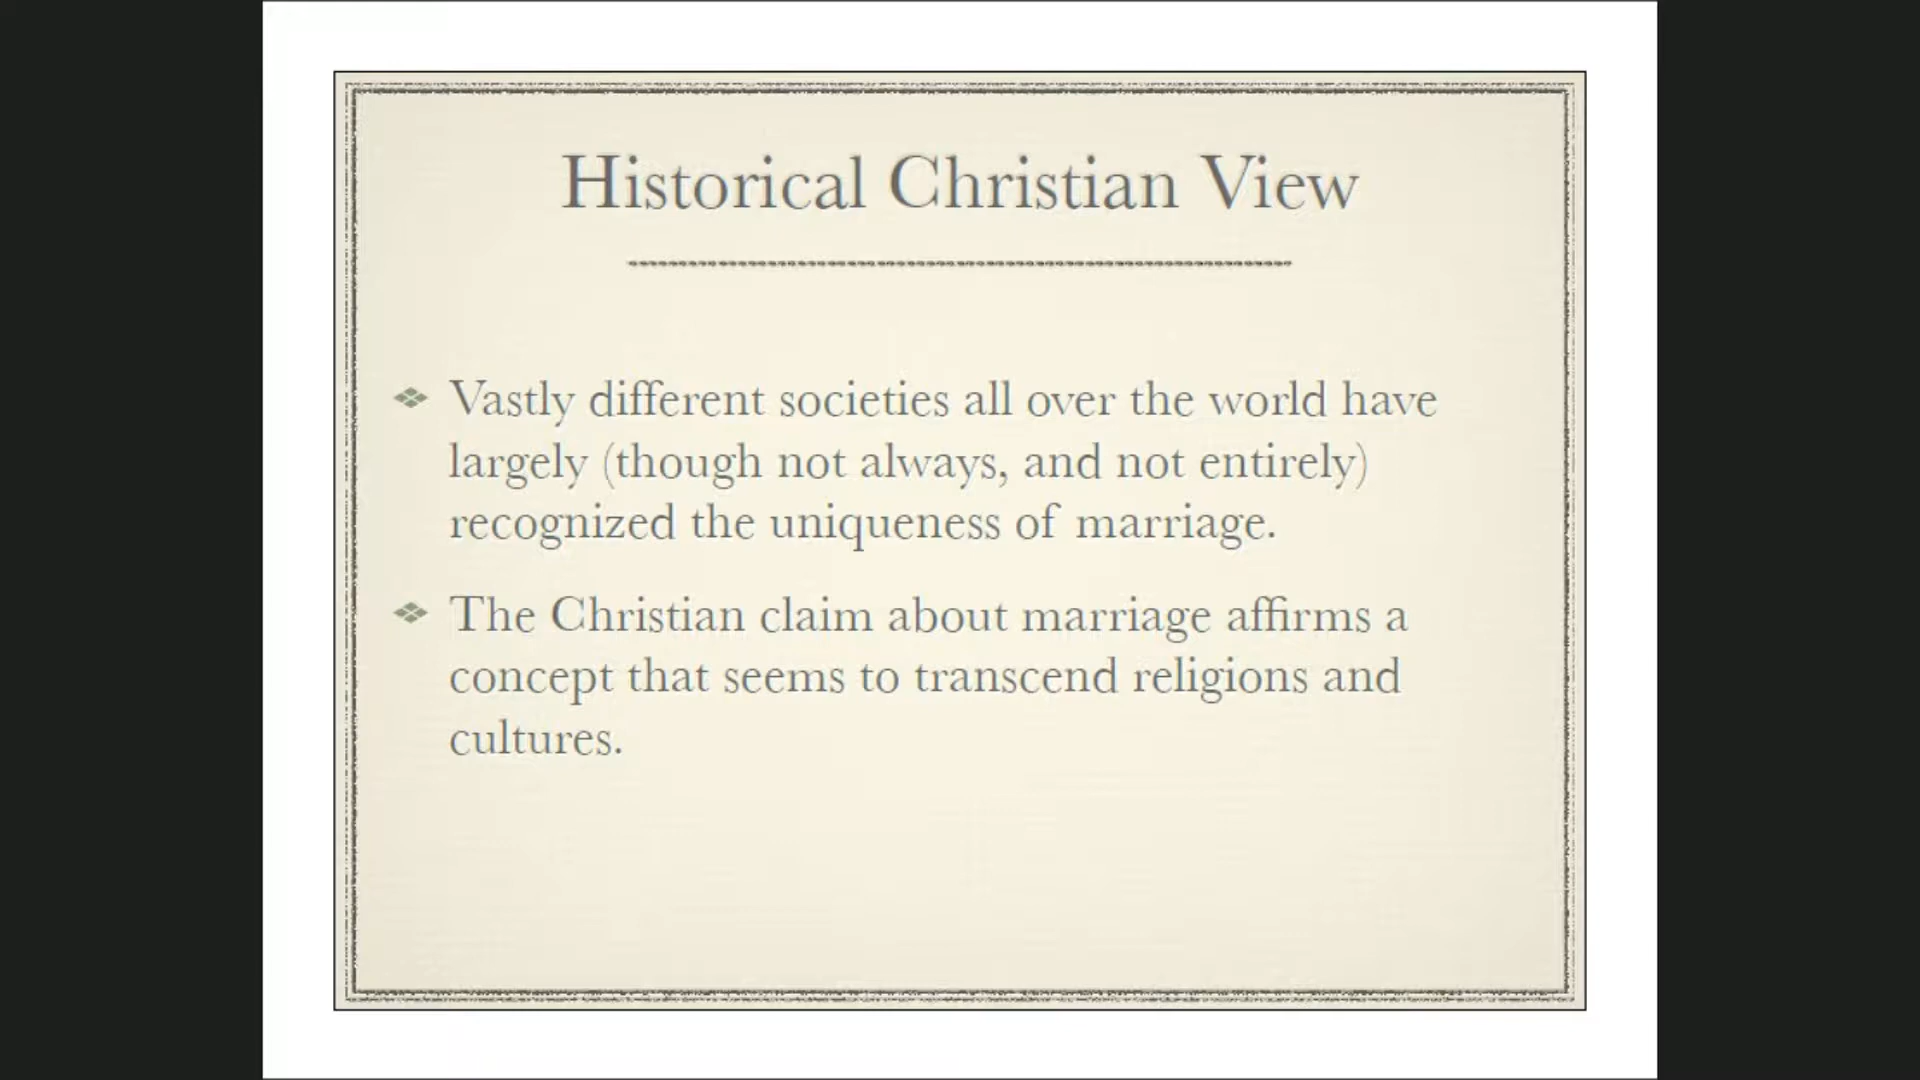 Historical Christian View
Vastly different societies all over the world have
largely (though not always, and not entirely)
recognized the uniqueness of marriage.
The Christian claim about marriage affirms a
concept that seems to transcend religions and
cultures.